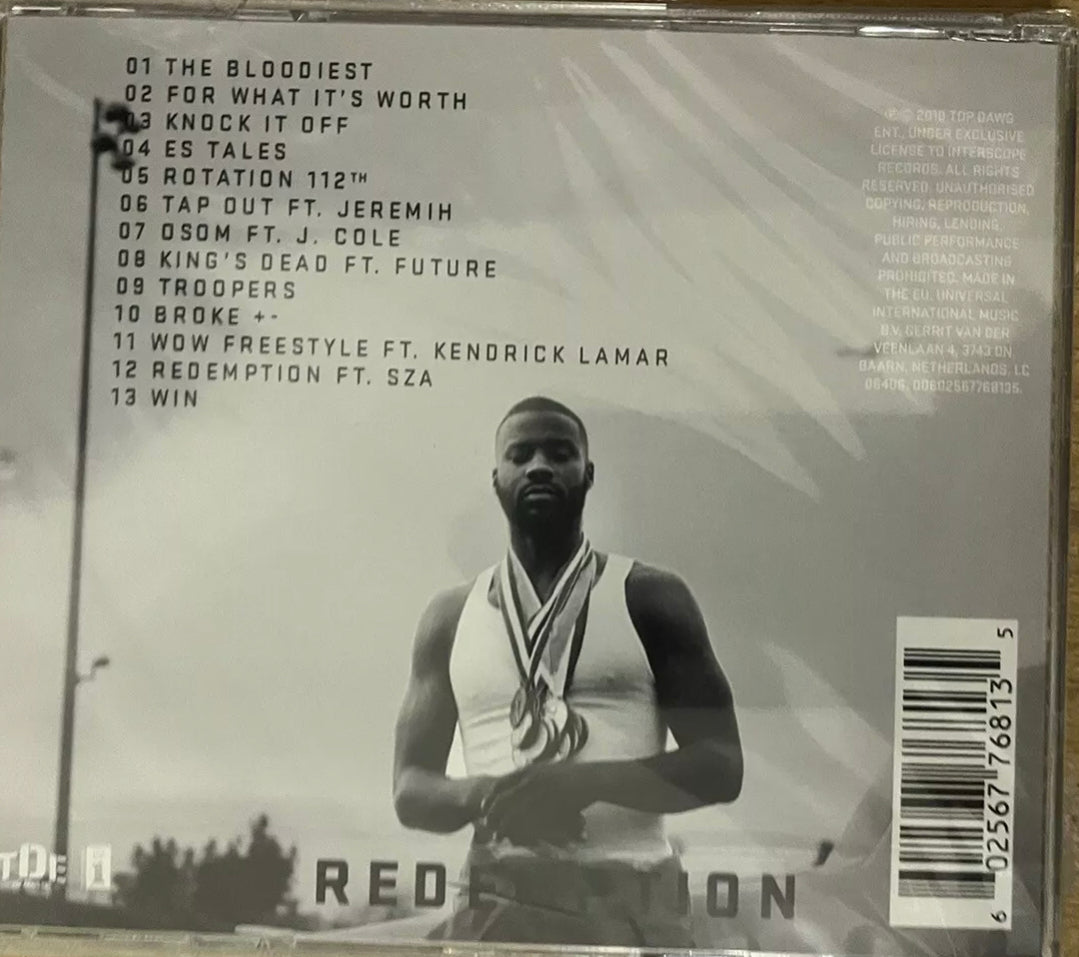 01 THE BLOODIEST
02 FOR WHAT IT'S WORTH
03 KNOCK IT OFF
04 ES TALES
05 ROTATION 112TH
06 TAP OUT FT. JEREMIH
07 OSOM FT. J. COLE
08 KING'S DEAD FT. FUTURE
09 TROOPERS
10 BROKE +-
11 WOW FREESTYLE FT. KENDRICK LAMAR
12 REDEMPTION FT. SZA
13 WIN
℗ © 2018 TOP DAWG
ENT., UNDER EXCLUSIVE
LICENSE TO INTERSCOPE
RECORDS. ALL RIGHTS
RESERVED. UNAUTHORISED
COPYING, REPRODUCTION,
HIRING, LENDING,
PUBLIC PERFORMANCE
AND BROADCASTING
PROHIBITED. MADE IN
THE EU. UNIVERSAL
INTERNATIONAL MUSIC
B.V. GERRIT VAN DER
VEENLAAN 4, 3743 DN
BAARN, NETHERLANDS. LC
06406. 00602567768135.
6 02567 76813 5
TDE
REDEMPTION